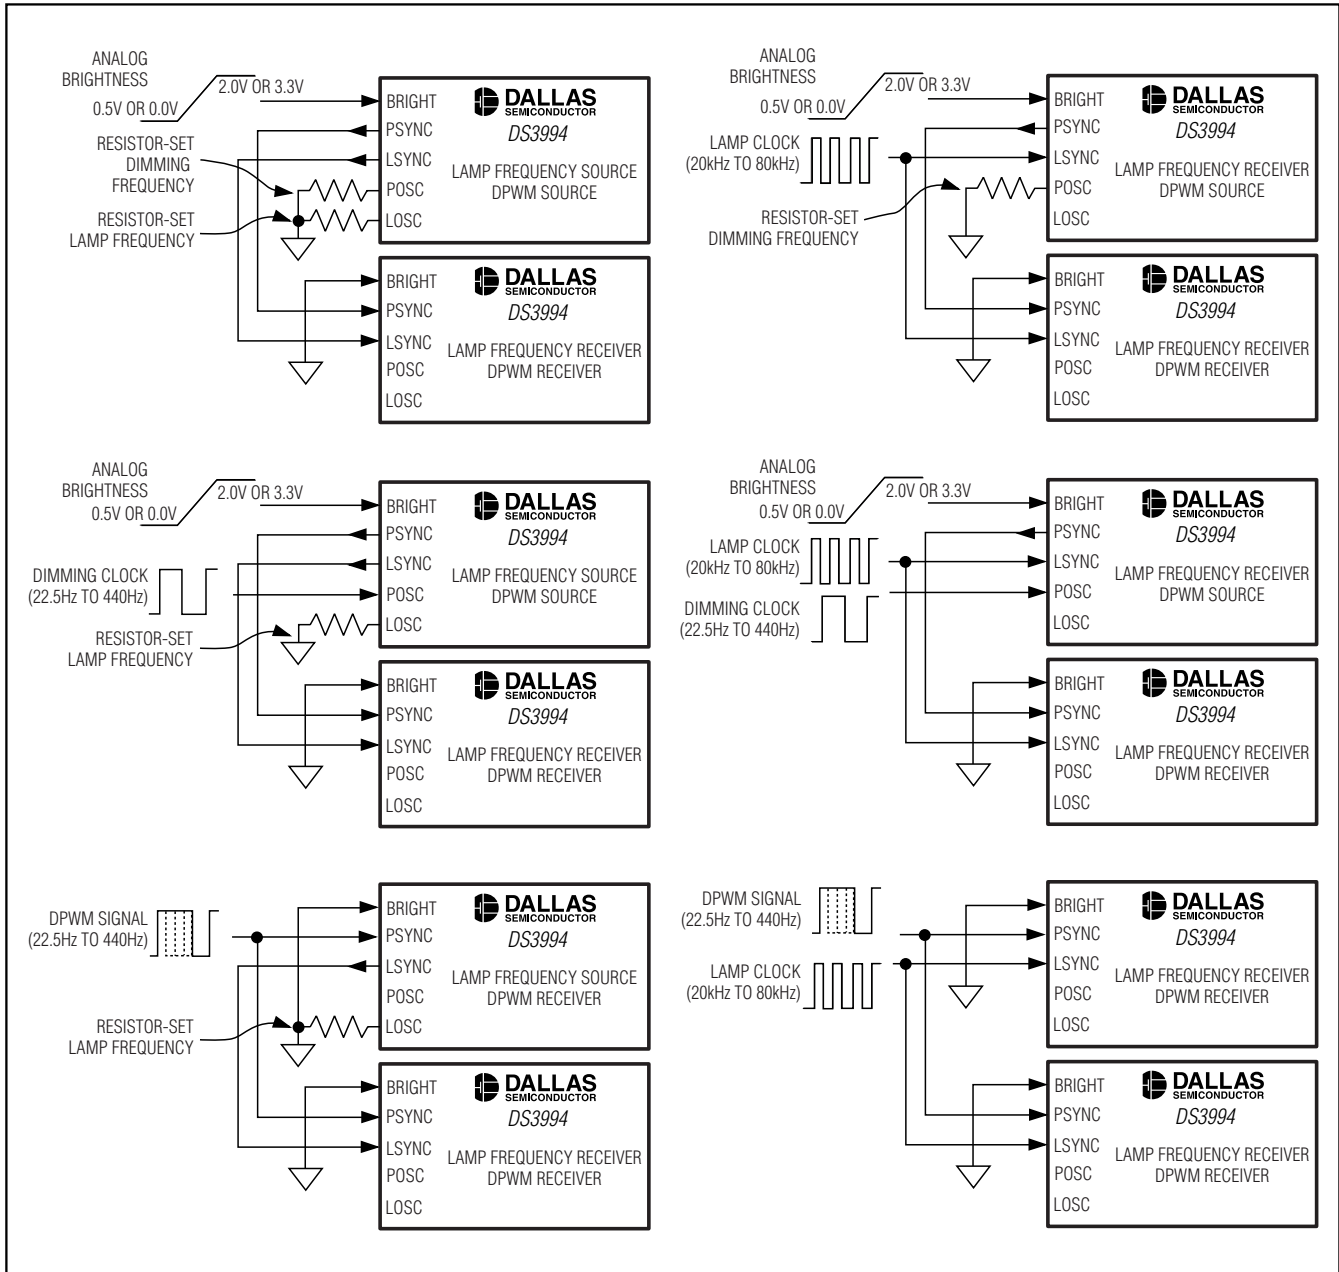 ANALOG
BRIGHTNESS
0.5V OR 0.0V
2.0V OR 3.3V
RESISTOR-SET
DIMMING
FREQUENCY
RESISTOR-SET
LAMP FREQUENCY
BRIGHT
PSYNC
LSYNC
POSC
LOSC
DALLAS
SEMICONDUCTOR
DS3994
LAMP FREQUENCY SOURCE
DPWM SOURCE
BRIGHT
PSYNC
LSYNC
POSC
LOSC
DALLAS
SEMICONDUCTOR
DS3994
LAMP FREQUENCY RECEIVER
DPWM RECEIVER
ANALOG
BRIGHTNESS
0.5V OR 0.0V
2.0V OR 3.3V
LAMP CLOCK
(20kHz TO 80kHz)
RESISTOR-SET
DIMMING FREQUENCY
BRIGHT
PSYNC
LSYNC
POSC
LOSC
DALLAS
SEMICONDUCTOR
DS3994
LAMP FREQUENCY RECEIVER
DPWM SOURCE
BRIGHT
PSYNC
LSYNC
POSC
LOSC
DALLAS
SEMICONDUCTOR
DS3994
LAMP FREQUENCY RECEIVER
DPWM RECEIVER
ANALOG
BRIGHTNESS
0.5V OR 0.0V
2.0V OR 3.3V
DIMMING CLOCK
(22.5Hz TO 440Hz)
RESISTOR-SET
LAMP FREQUENCY
BRIGHT
PSYNC
LSYNC
POSC
LOSC
DALLAS
SEMICONDUCTOR
DS3994
LAMP FREQUENCY SOURCE
DPWM SOURCE
BRIGHT
PSYNC
LSYNC
POSC
LOSC
DALLAS
SEMICONDUCTOR
DS3994
LAMP FREQUENCY RECEIVER
DPWM RECEIVER
ANALOG
BRIGHTNESS
0.5V OR 0.0V
2.0V OR 3.3V
LAMP CLOCK
(20kHz TO 80kHz)
DIMMING CLOCK
(22.5Hz TO 440Hz)
BRIGHT
PSYNC
LSYNC
POSC
LOSC
DALLAS
SEMICONDUCTOR
DS3994
LAMP FREQUENCY RECEIVER
DPWM SOURCE
BRIGHT
PSYNC
LSYNC
POSC
LOSC
DALLAS
SEMICONDUCTOR
DS3994
LAMP FREQUENCY RECEIVER
DPWM RECEIVER
DPWM SIGNAL
(22.5Hz TO 440Hz)
RESISTOR-SET
LAMP FREQUENCY
BRIGHT
PSYNC
LSYNC
POSC
LOSC
DALLAS
SEMICONDUCTOR
DS3994
LAMP FREQUENCY SOURCE
DPWM RECEIVER
BRIGHT
PSYNC
LSYNC
POSC
LOSC
DALLAS
SEMICONDUCTOR
DS3994
LAMP FREQUENCY RECEIVER
DPWM RECEIVER
DPWM SIGNAL
(22.5Hz TO 440Hz)
LAMP CLOCK
(20kHz TO 80kHz)
BRIGHT
PSYNC
LSYNC
POSC
LOSC
DALLAS
SEMICONDUCTOR
DS3994
LAMP FREQUENCY RECEIVER
DPWM RECEIVER
BRIGHT
PSYNC
LSYNC
POSC
LOSC
DALLAS
SEMICONDUCTOR
DS3994
LAMP FREQUENCY RECEIVER
DPWM RECEIVER